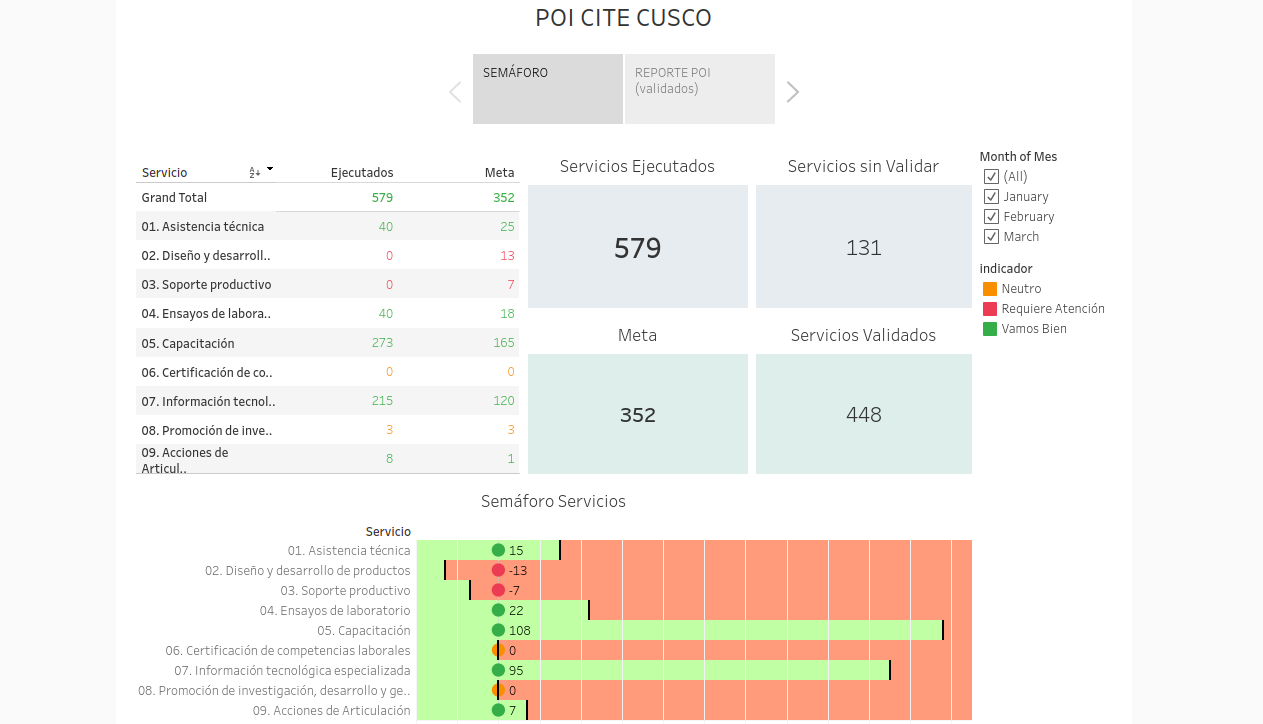 POI CITE CUSCO
SEMÁFORO
REPORTE POI
(validados)
Servicio Ejecutados Meta
Grand Total 579 352
01. Asistencia técnica 40 25
02. Diseño y desarroll.. 0 13
03. Soporte productivo 0 7
04. Ensayos de labora.. 40 18
05. Capacitación 273 165
06. Certificación de co.. 0 0
07. Información tecnol.. 215 120
08. Promoción de inve.. 3 3
09. Acciones de
Articul.. 8 1
Servicios Ejecutados
579
Servicios sin Validar
131
Meta
352
Servicios Validados
448
Month of Mes
(All)
January
February
March
indicador
Neutro
Requiere Atención
Vamos Bien
Semáforo Servicios
Servicio
01. Asistencia técnica 15
02. Diseño y desarrollo de productos -13
03. Soporte productivo -7
04. Ensayos de laboratorio 22
05. Capacitación 108
06. Certificación de competencias laborales 0
07. Información tecnológica especializada 95
08. Promoción de investigación, desarrollo y ge.. 0
09. Acciones de Articulación 7